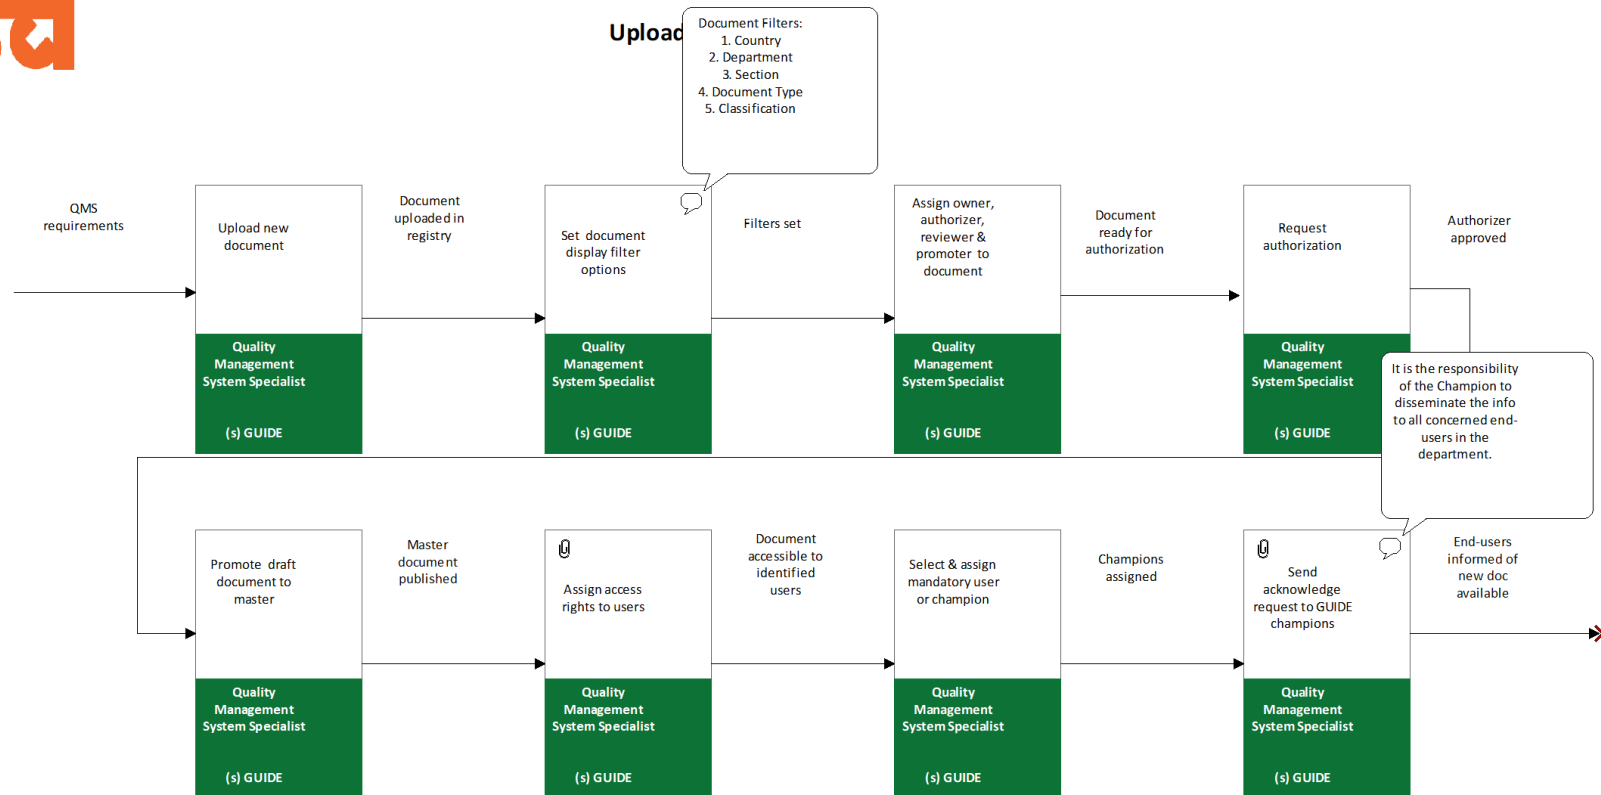 Upload
Document Filters:
1. Country
2. Department
3. Section
4. Document Type
5. Classification
QMS
requirements
Upload new
document
Quality
Management
System Specialist
(s) GUIDE
Document
uploaded in
registry
Set document
display filter
options
Quality
Management
System Specialist
(s) GUIDE
Filters set
Assign owner,
authorizer,
reviewer &
promoter to
document
Quality
Management
System Specialist
(s) GUIDE
Document
ready for
authorization
Request
authorization
Quality
Management
System Specialist
(s) GUIDE
Authorizer
approved
It is the responsibility
of the Champion to
disseminate the info
to all concerned end-
users in the
department.
Promote draft
document to
master
Quality
Management
System Specialist
(s) GUIDE
Master
document
published
Assign access
rights to users
Quality
Management
System Specialist
(s) GUIDE
Document
accessible to
identified
users
Select & assign
mandatory user
or champion
Quality
Management
System Specialist
(s) GUIDE
Champions
assigned
Send
acknowledge
request to GUIDE
champions
Quality
Management
System Specialist
(s) GUIDE
End-users
informed of
new doc
available